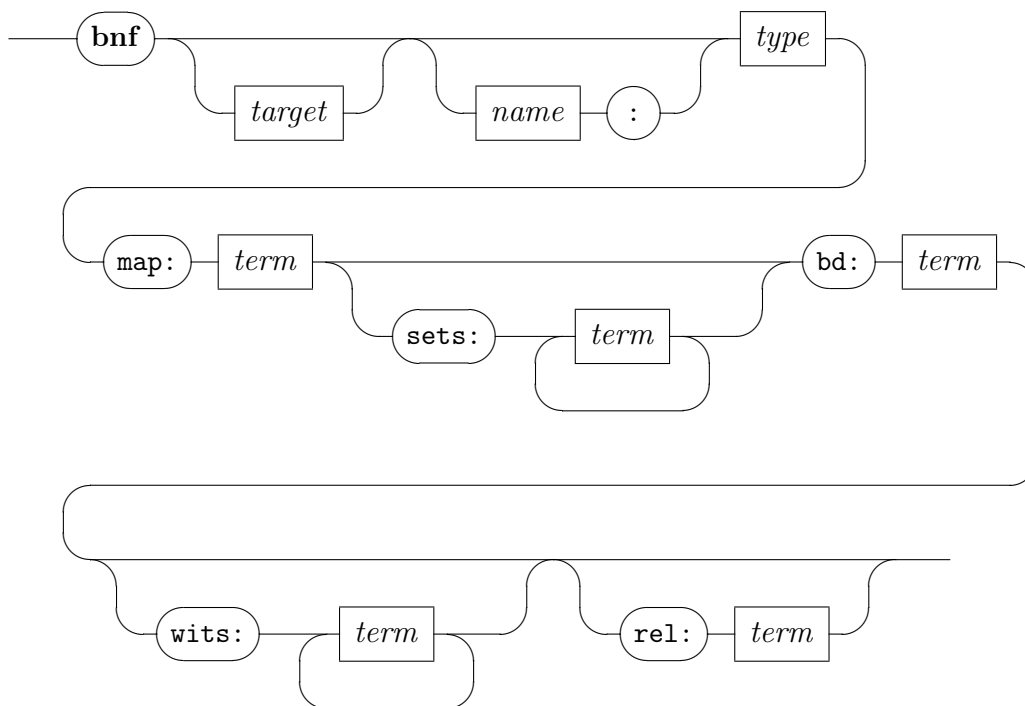 bnf type
target name :
map: term bd: term
sets: term
wits: term rel: term